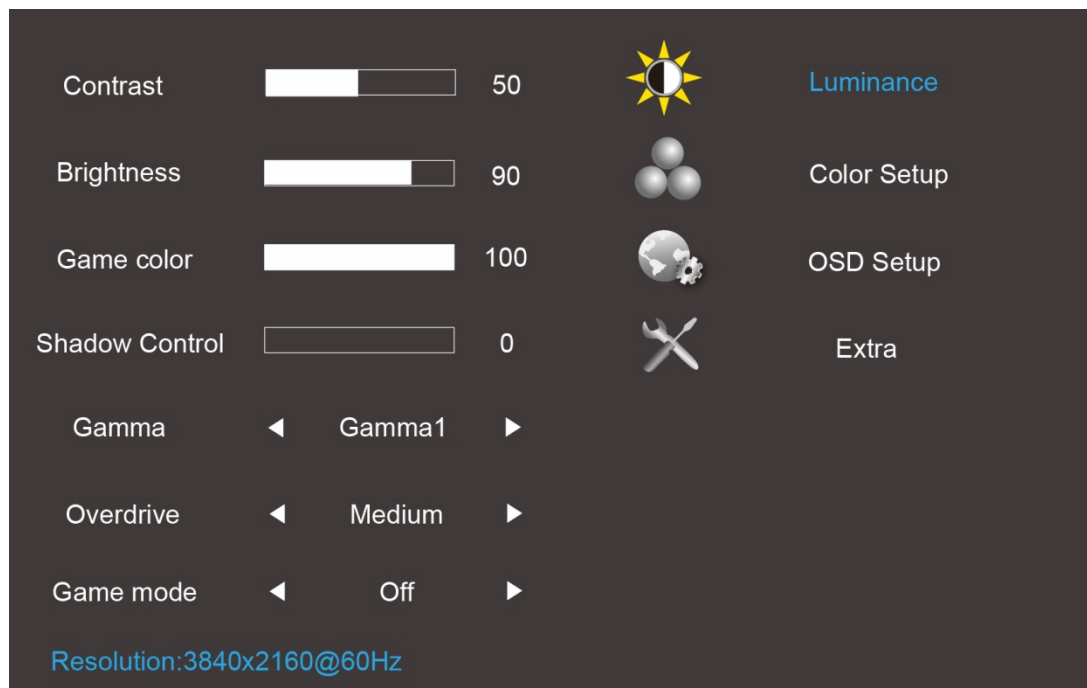 Contrast 50 Luminance
Brightness 90 Color Setup
Game color 100 OSD Setup
Shadow Control 0 Extra
Gamma Gamma1
Overdrive Medium
Game mode Off
Resolution:3840x2160@60Hz